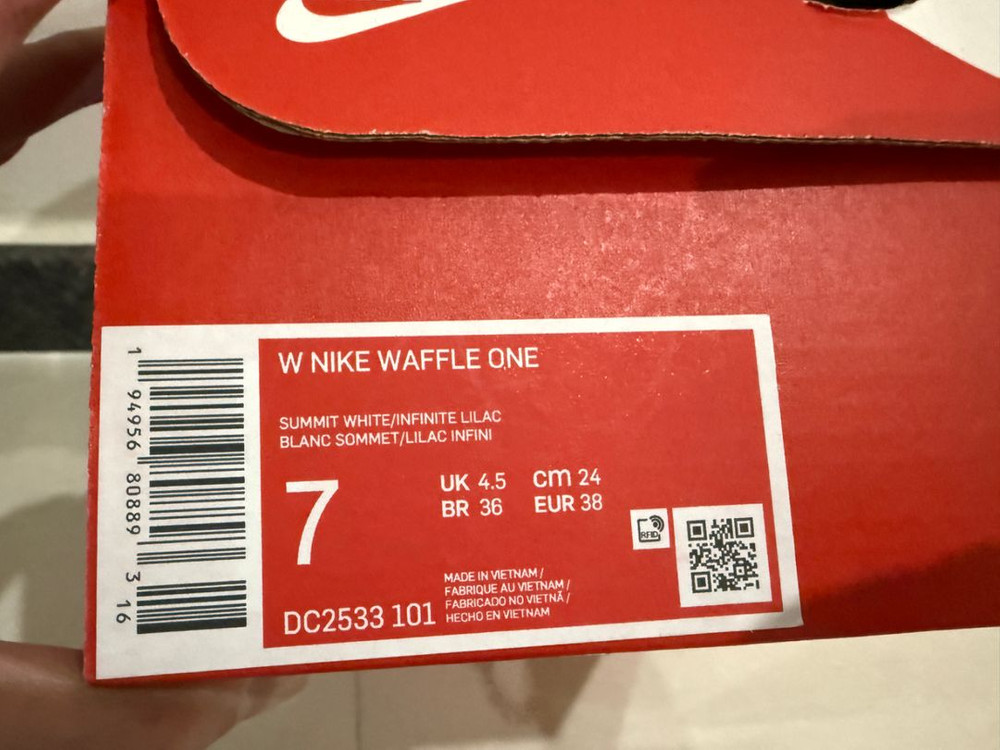 W NIKE WAFFLE ONE
SUMMIT WHITE/INFINITE LILAC
BLANC SOMMET/LILAC INFINI
7
UK 4.5 cm 24
BR 36 EUR 38
RFID
MADE IN VIETNAM /
FABRIQUE AU VIETNAM /
FABRICADO NO VIETNÃ /
HECHO EN VIETNAM
DC2533 101
1 94956 80889 3 16